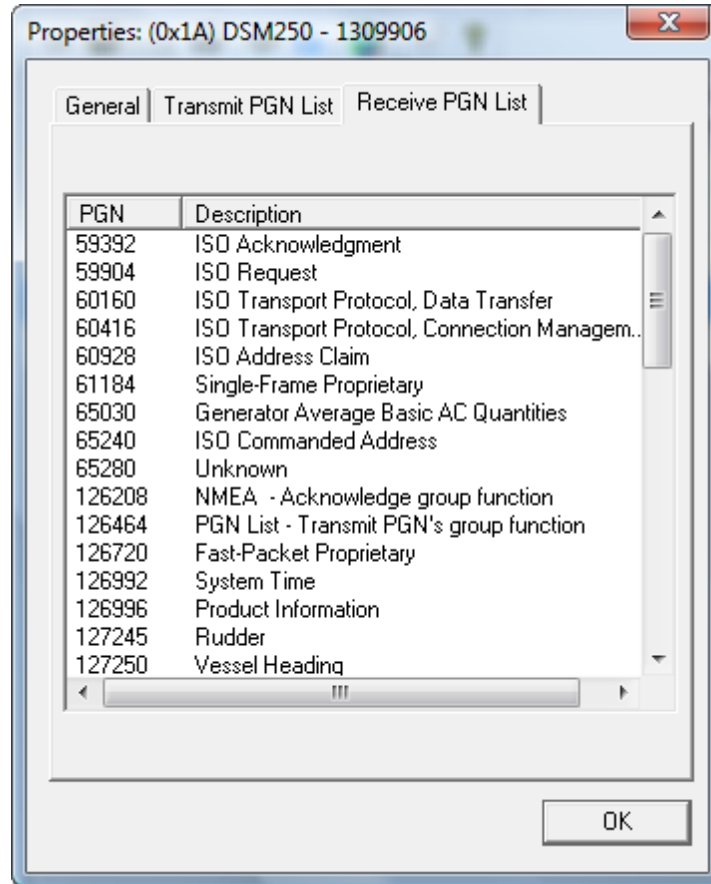 Properties: (0x1A) DSM250 - 1309906
General Transmit PGN List Receive PGN List
PGN Description
59392 ISO Acknowledgment
59904 ISO Request
60160 ISO Transport Protocol, Data Transfer
60416 ISO Transport Protocol, Connection Managem..
60928 ISO Address Claim
61184 Single-Frame Proprietary
65030 Generator Average Basic AC Quantities
65240 ISO Commanded Address
65280 Unknown
126208 NMEA - Acknowledge group function
126464 PGN List - Transmit PGN's group function
126720 Fast-Packet Proprietary
126992 System Time
126996 Product Information
127245 Rudder
127250 Vessel Heading
OK